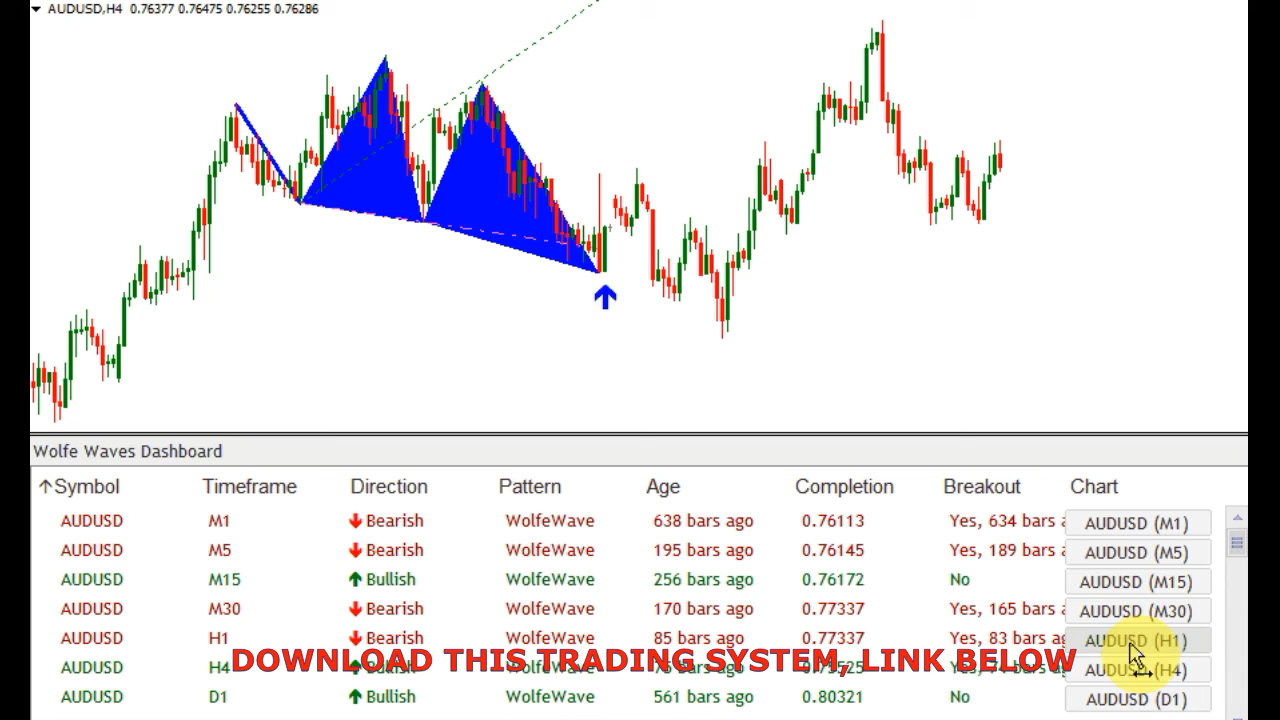 AUDUSD,H4 0.76377 0.76475 0.76255 0.76286
Wolfe Waves Dashboard
↑Symbol Timeframe Direction Pattern Age Completion Breakout Chart
AUDUSD M1 Bearish WolfeWave 638 bars ago 0.76113 Yes, 634 bars a AUDUSD (M1)
AUDUSD M5 Bearish WolfeWave 195 bars ago 0.76145 Yes, 189 bars a AUDUSD (M5)
AUDUSD M15 Bullish WolfeWave 256 bars ago 0.76172 No AUDUSD (M15)
AUDUSD M30 Bearish WolfeWave 170 bars ago 0.77337 Yes, 165 bars a AUDUSD (M30)
AUDUSD H1 Bearish WolfeWave 85 bars ago 0.77337 Yes, 83 bars ag AUDUSD (H1)
AUDUSD H4 Bullish WolfeWave bars ago AUDUSD (H4)
DOWNLOAD THIS TRADING SYSTEM, LINK BELOW
AUDUSD D1 Bullish WolfeWave 561 bars ago 0.80321 No AUDUSD (D1)